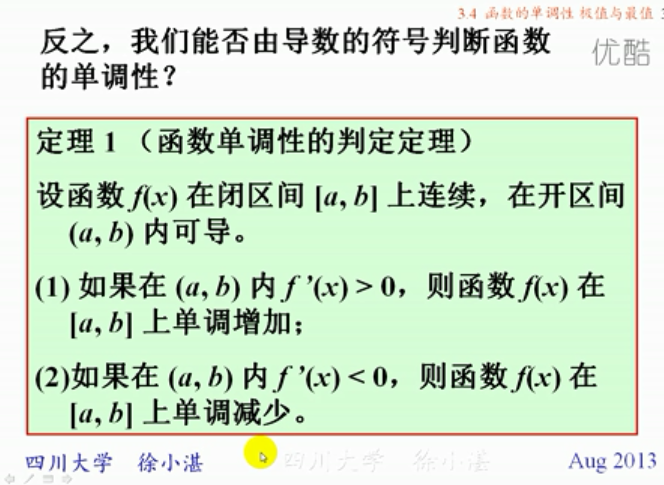 3.4 函数的单调性 极值与最值
优酷
反之，我们能否由导数的符号判断函数
的单调性？
定理 1 （函数单调性的判定定理）
设函数 f(x) 在闭区间 [a, b] 上连续，在开区间
(a, b) 内可导。
(1) 如果在 (a, b) 内 f ’(x) > 0，则函数 f(x) 在
[a, b] 上单调增加；
(2)如果在 (a, b) 内 f ’(x) < 0，则函数 f(x) 在
[a, b] 上单调减少。
四川大学 徐小湛 四川大学 徐小湛 Aug 2013